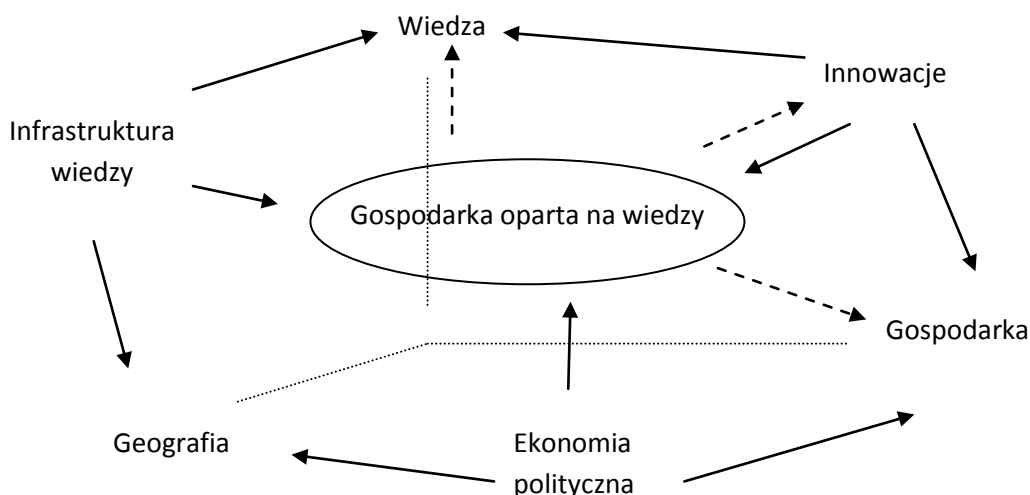 Wiedza
Innowacje
Infrastruktura
wiedzy
Gospodarka oparta na wiedzy
Gospodarka
Geografia
Ekonomia
polityczna